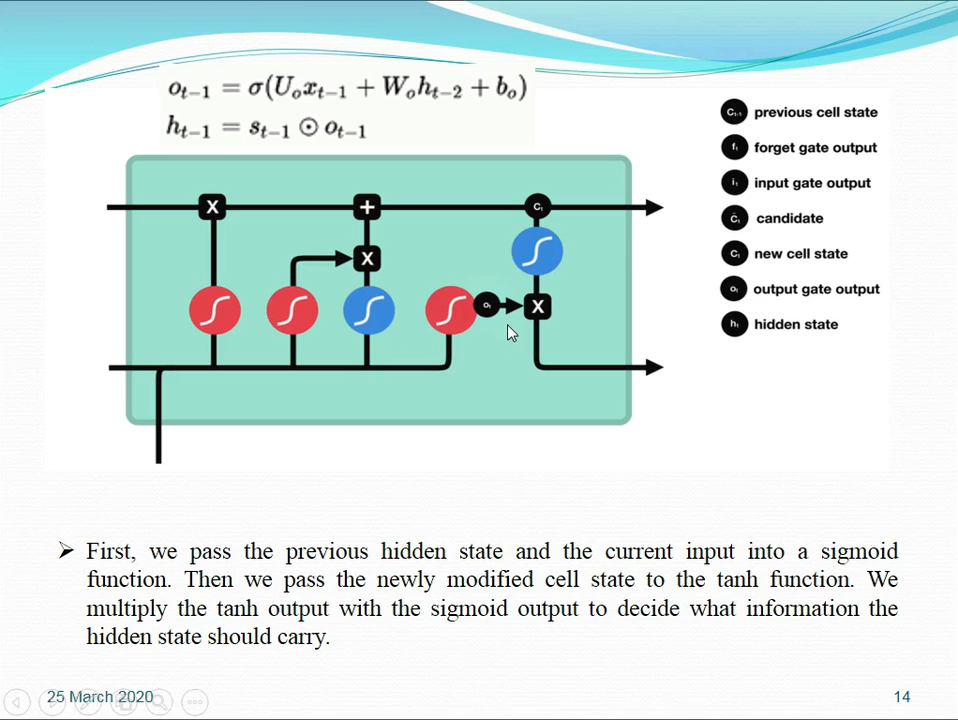 o_{t-1} = σ(U_o x_{t-1} + W_o h_{t-2} + b_o)
h_{t-1} = s_{t-1} ⊙ o_{t-1}
X
+
C_t
X
O_t
X
C_{t-1} previous cell state
f_t forget gate output
i_t input gate output
C̃_t candidate
C_t new cell state
O_t output gate output
h_t hidden state
➤ First, we pass the previous hidden state and the current input into a sigmoid
function. Then we pass the newly modified cell state to the tanh function. We
multiply the tanh output with the sigmoid output to decide what information the
hidden state should carry.
25 March 2020
14